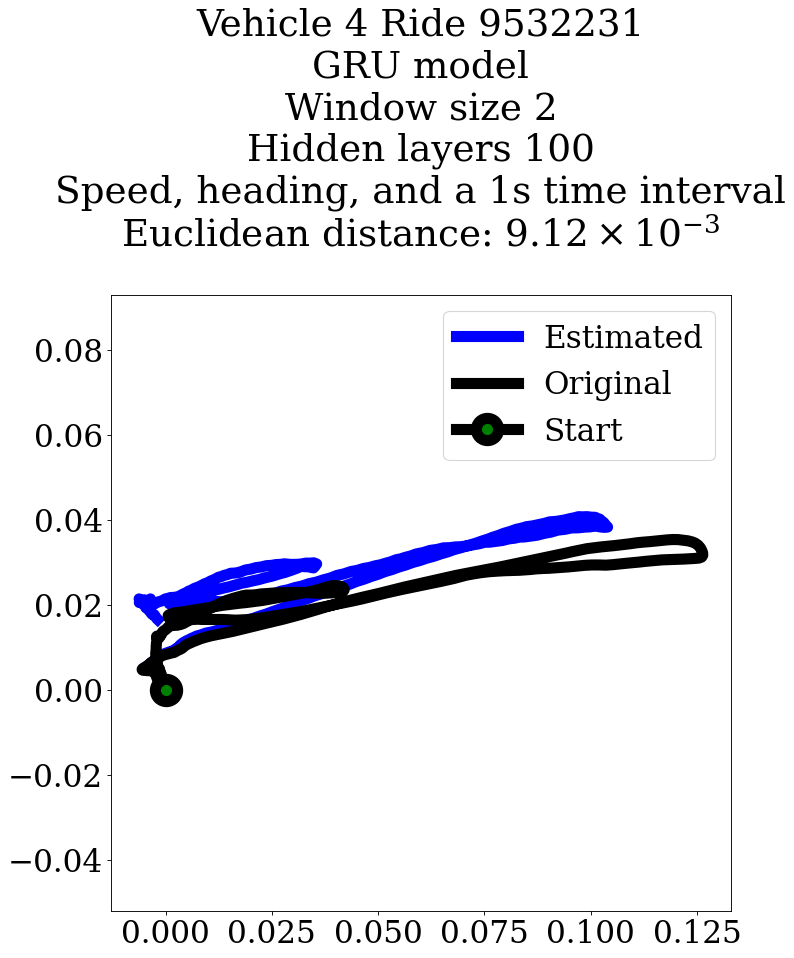 Vehicle 4 Ride 9532231
GRU model
Window size 2
Hidden layers 100
Speed, heading, and a 1s time interval
Euclidean distance: 9.12 × 10⁻³
Estimated
Original
Start
0.08
0.06
0.04
0.02
0.00
−0.02
−0.04
0.000 0.025 0.050 0.075 0.100 0.125